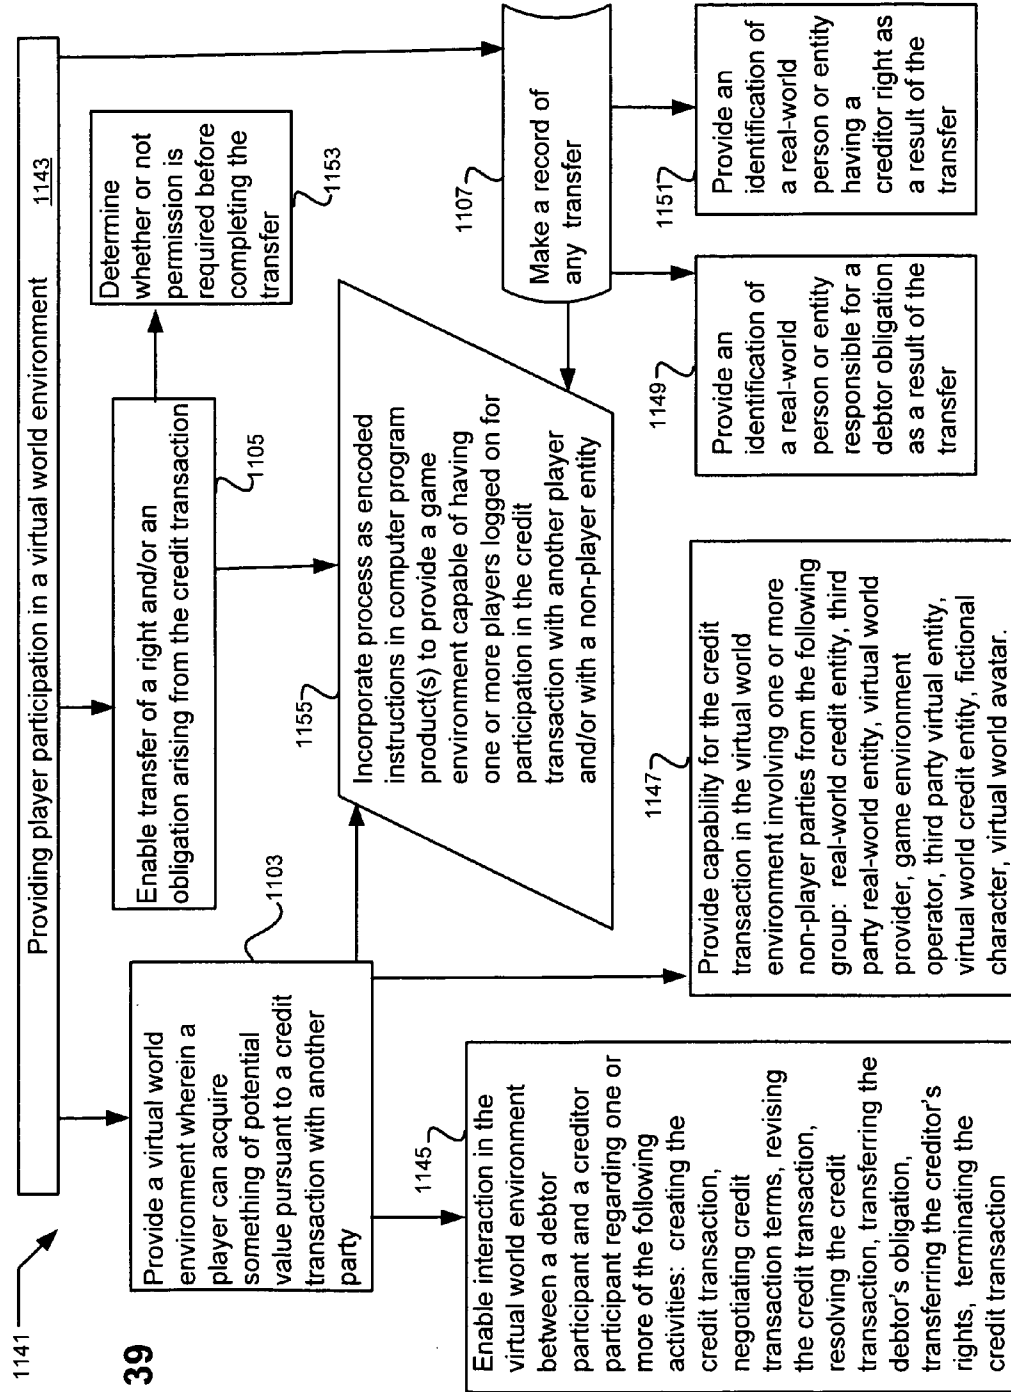 1141
Providing player participation in a virtual world environment
1143
Provide a virtual world
environment wherein a
player can acquire
something of potential
value pursuant to a credit
transaction with another
party
1103
Enable transfer of a right and/or an
obligation arising from the credit transaction
1105
Determine
whether or not
permission is
required before
completing the
transfer
1153
1155
Incorporate process as encoded
instructions in computer program
product(s) to provide a game
environment capable of having
one or more players logged on for
participation in the credit
transaction with another player
and/or with a non-player entity
1107
Make a record of
any transfer
1145
Enable interaction in the
virtual world environment
between a debtor
participant and a creditor
participant regarding one or
more of the following
activities: creating the
credit transaction,
negotiating credit
transaction terms, revising
the credit transaction,
resolving the credit
transaction, transferring the
debtor's obligation,
transferring the creditor's
rights, terminating the
credit transaction
1147
Provide capability for the credit
transaction in the virtual world
environment involving one or more
non-player parties from the following
group: real-world credit entity, third
party real-world entity, virtual world
provider, game environment
operator, third party virtual entity,
virtual world credit entity, fictional
character, virtual world avatar.
1149
Provide an
identification of
a real-world
person or entity
responsible for a
debtor obligation
as a result of the
transfer
1151
Provide an
identification of
a real-world
person or entity
having a
creditor right as
a result of the
transfer
39